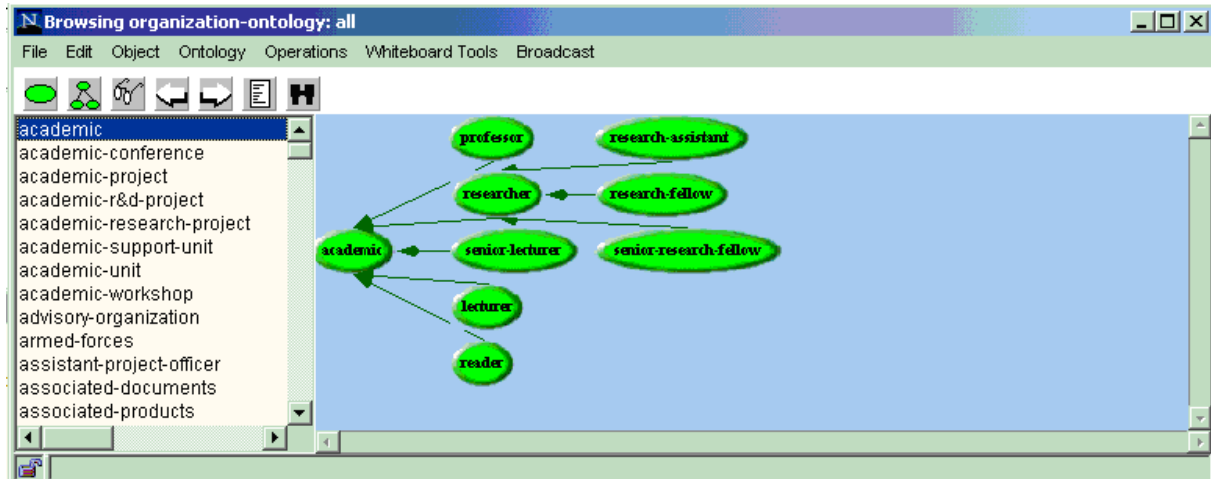 Browsing organization-ontology: all
File Edit Object Ontology Operations Whiteboard Tools Broadcast
academic
academic-conference
academic-project
academic-r&d-project
academic-research-project
academic-support-unit
academic-unit
academic-workshop
advisory-organization
armed-forces
assistant-project-officer
associated-documents
associated-products
professor research-assistant
researcher research-fellow
academic senior-lecturer senior-research-fellow
lecturer
reader